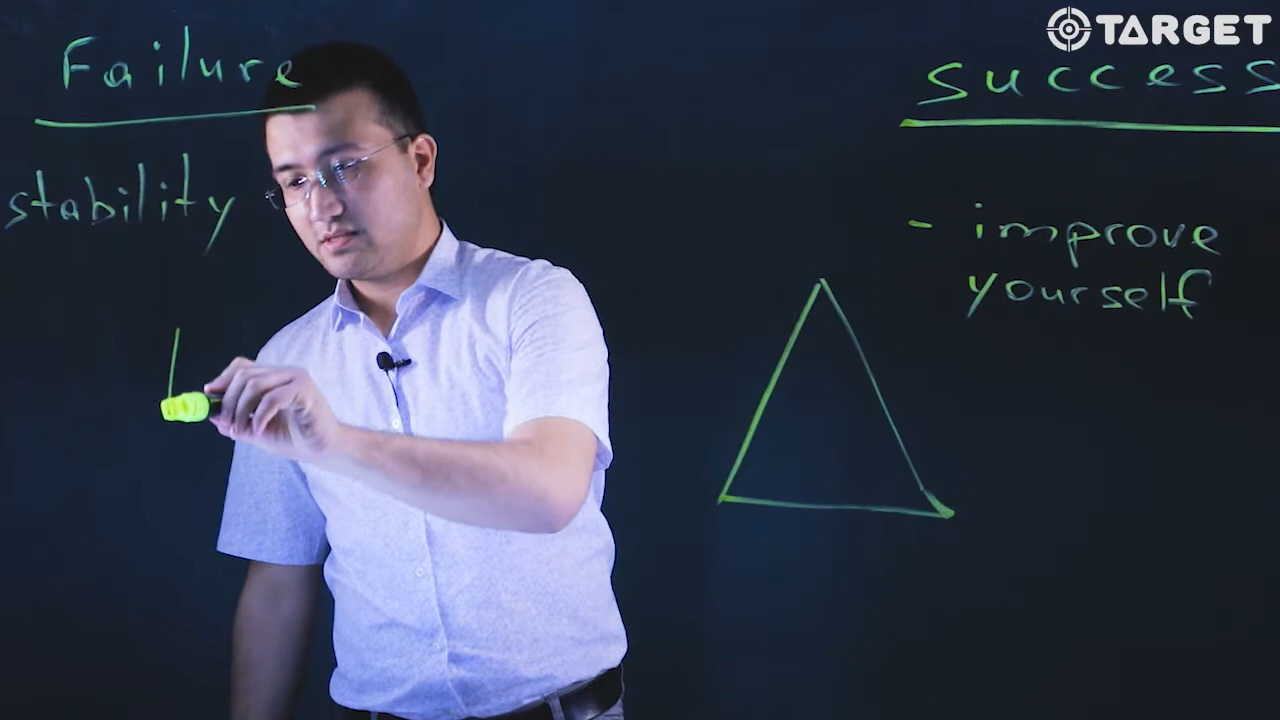 TARGET
Failure
success
stability
- improve
yourself